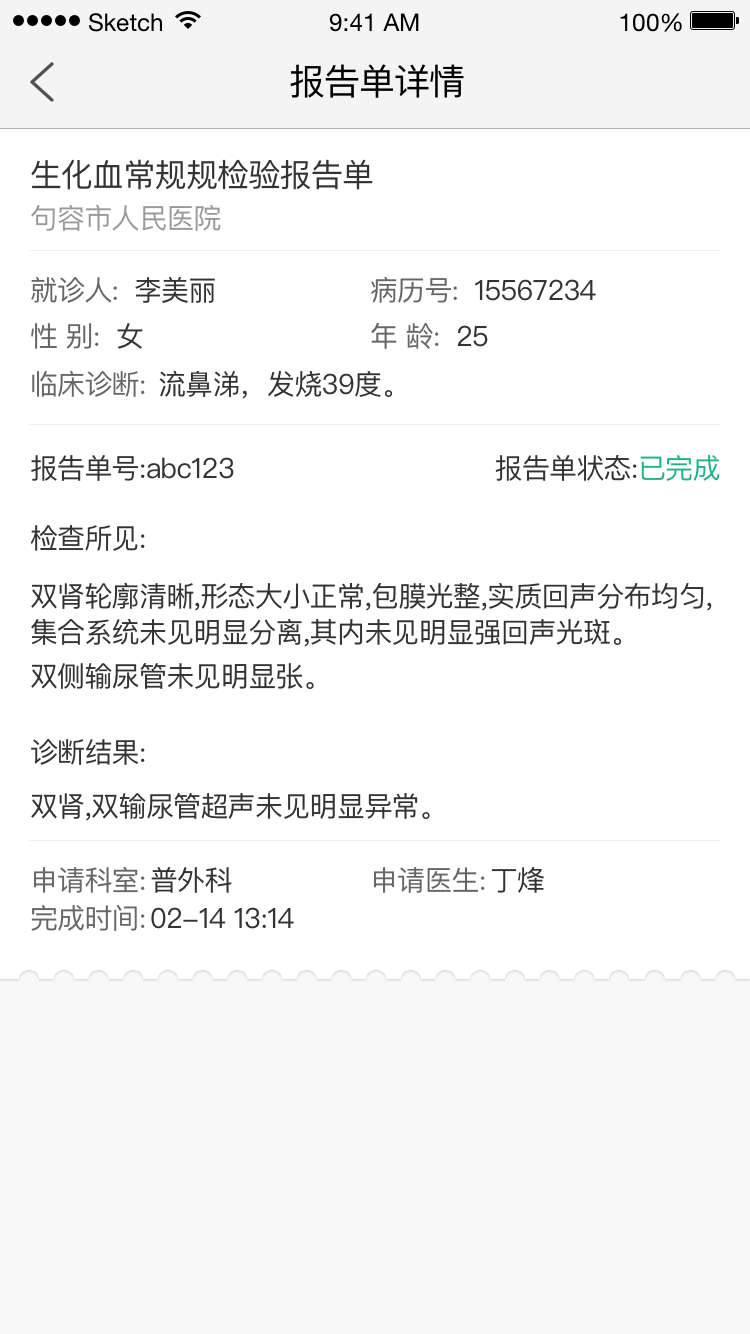 Sketch 9:41 AM 100%
报告单详情
生化血常规规检验报告单
句容市人民医院
就诊人: 李美丽 病历号: 15567234
性 别: 女 年 龄: 25
临床诊断: 流鼻涕，发烧39度。
报告单号:abc123 报告单状态:已完成
检查所见:
双肾轮廓清晰,形态大小正常,包膜光整,实质回声分布均匀,
集合系统未见明显分离,其内未见明显强回声光斑。
双侧输尿管未见明显张。
诊断结果:
双肾,双输尿管超声未见明显异常。
申请科室:普外科 申请医生:丁烽
完成时间:02-14 13:14